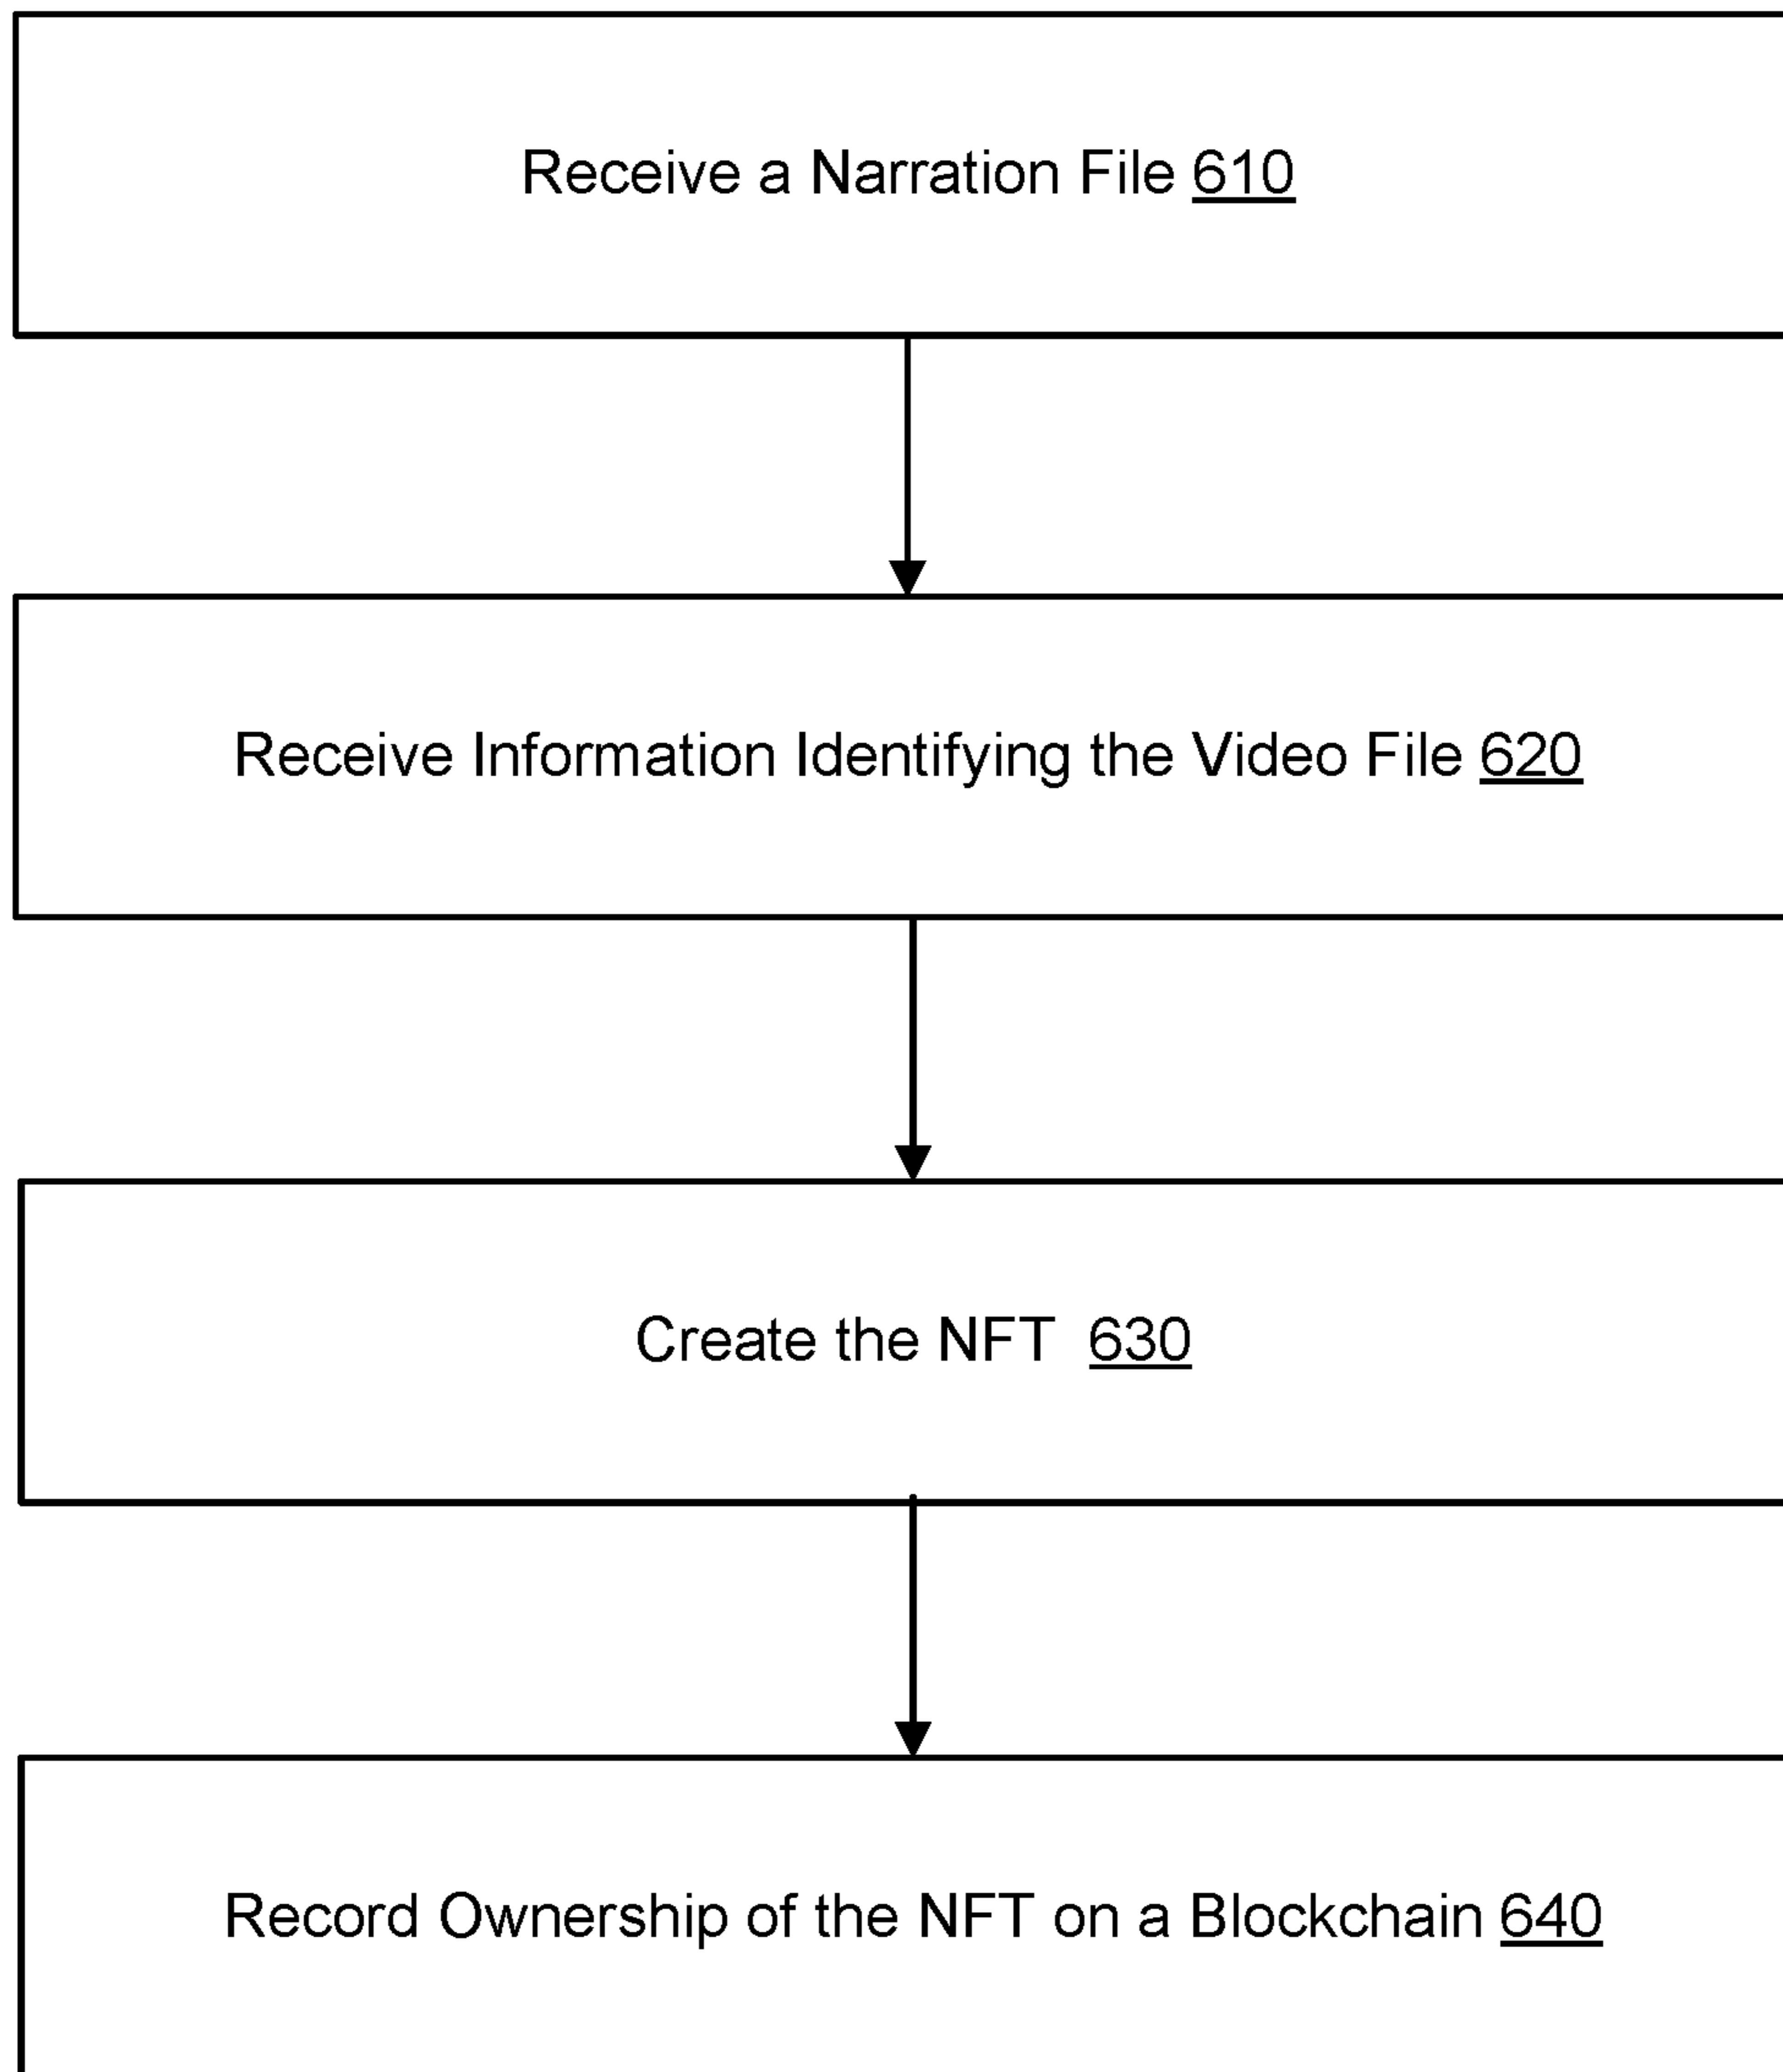 Receive a Narration File 610
Receive Information Identifying the Video File 620
Create the NFT 630
Record Ownership of the NFT on a Blockchain 640